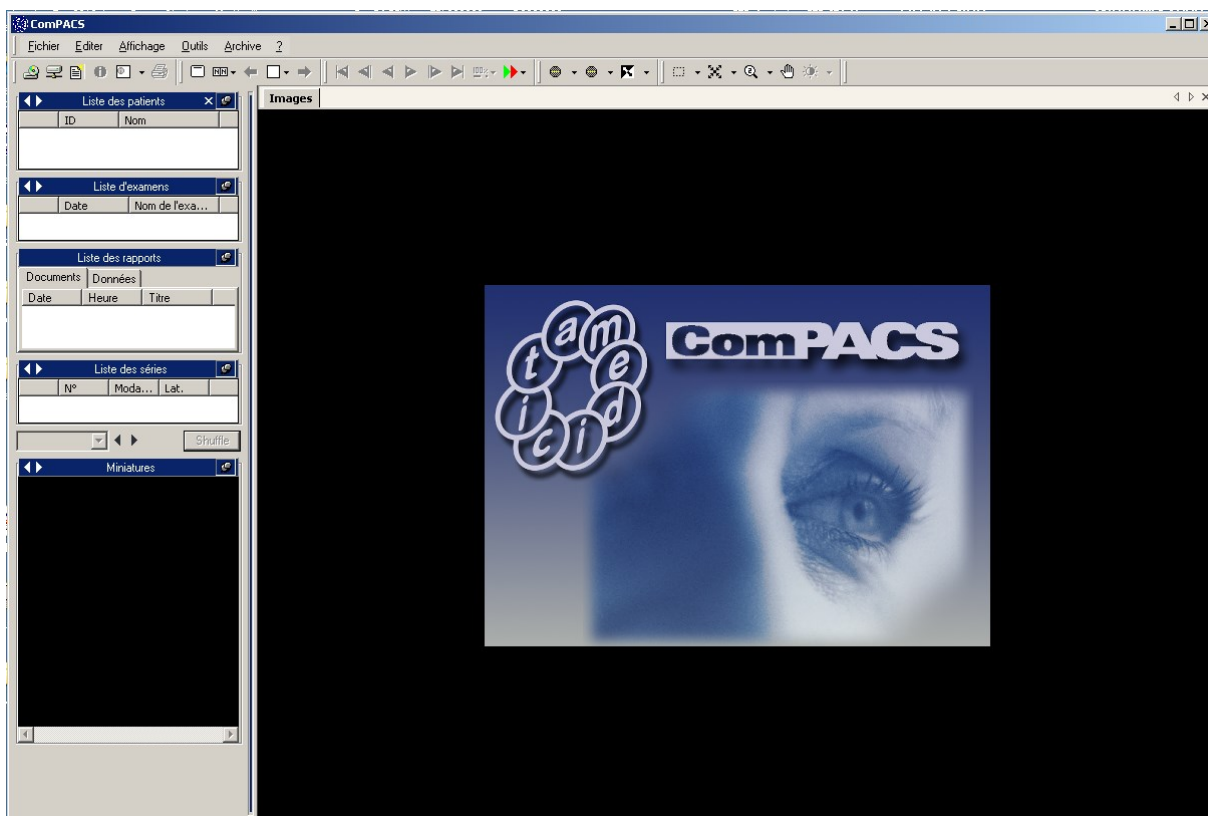 ComPACS
Fichier Editer Affichage Outils Archive ?
Liste des patients
ID Nom
Liste d'examens
Date Nom de l'exa...
Liste des rapports
Documents Données
Date Heure Titre
Liste des séries
N° Moda... Lat.
Shuffle
Miniatures
Images
medicita
ComPACS